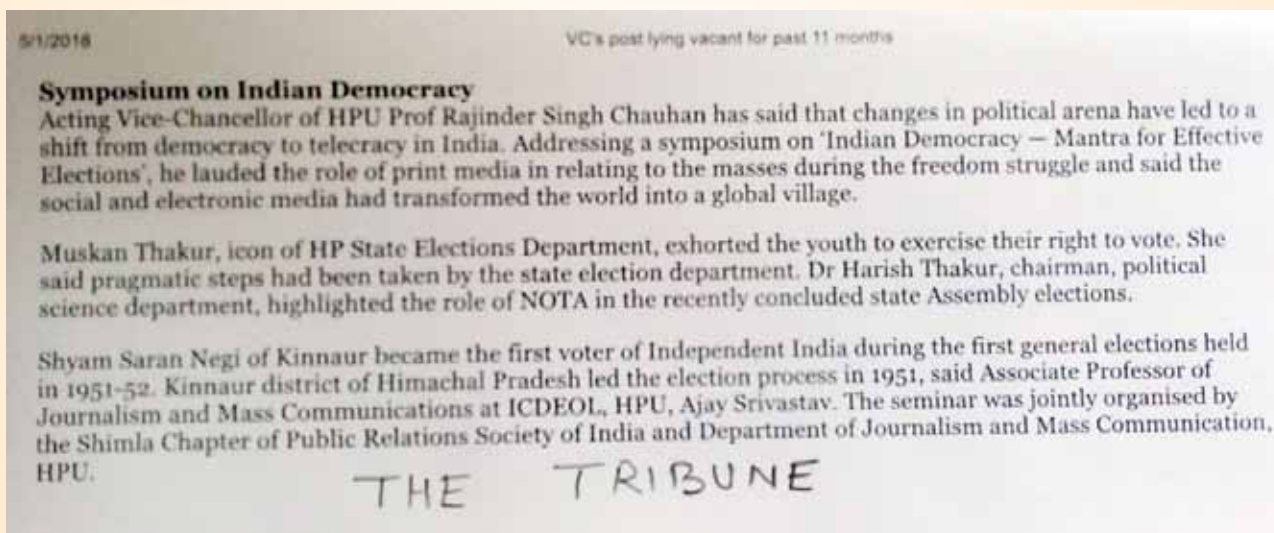 5/1/2018 VC's post lying vacant for past 11 months
Symposium on Indian Democracy
Acting Vice-Chancellor of HPU Prof Rajinder Singh Chauhan has said that changes in political arena have led to a
shift from democracy to telecracy in India. Addressing a symposium on 'Indian Democracy – Mantra for Effective
Elections', he lauded the role of print media in relating to the masses during the freedom struggle and said the
social and electronic media had transformed the world into a global village.
Muskan Thakur, icon of HP State Elections Department, exhorted the youth to exercise their right to vote. She
said pragmatic steps had been taken by the state election department. Dr Harish Thakur, chairman, political
science department, highlighted the role of NOTA in the recently concluded state Assembly elections.
Shyam Saran Negi of Kinnaur became the first voter of Independent India during the first general elections held
in 1951-52. Kinnaur district of Himachal Pradesh led the election process in 1951, said Associate Professor of
Journalism and Mass Communications at ICDEOL, HPU, Ajay Srivastav. The seminar was jointly organised by
the Shimla Chapter of Public Relations Society of India and Department of Journalism and Mass Communication,
HPU.
THE TRIBUNE